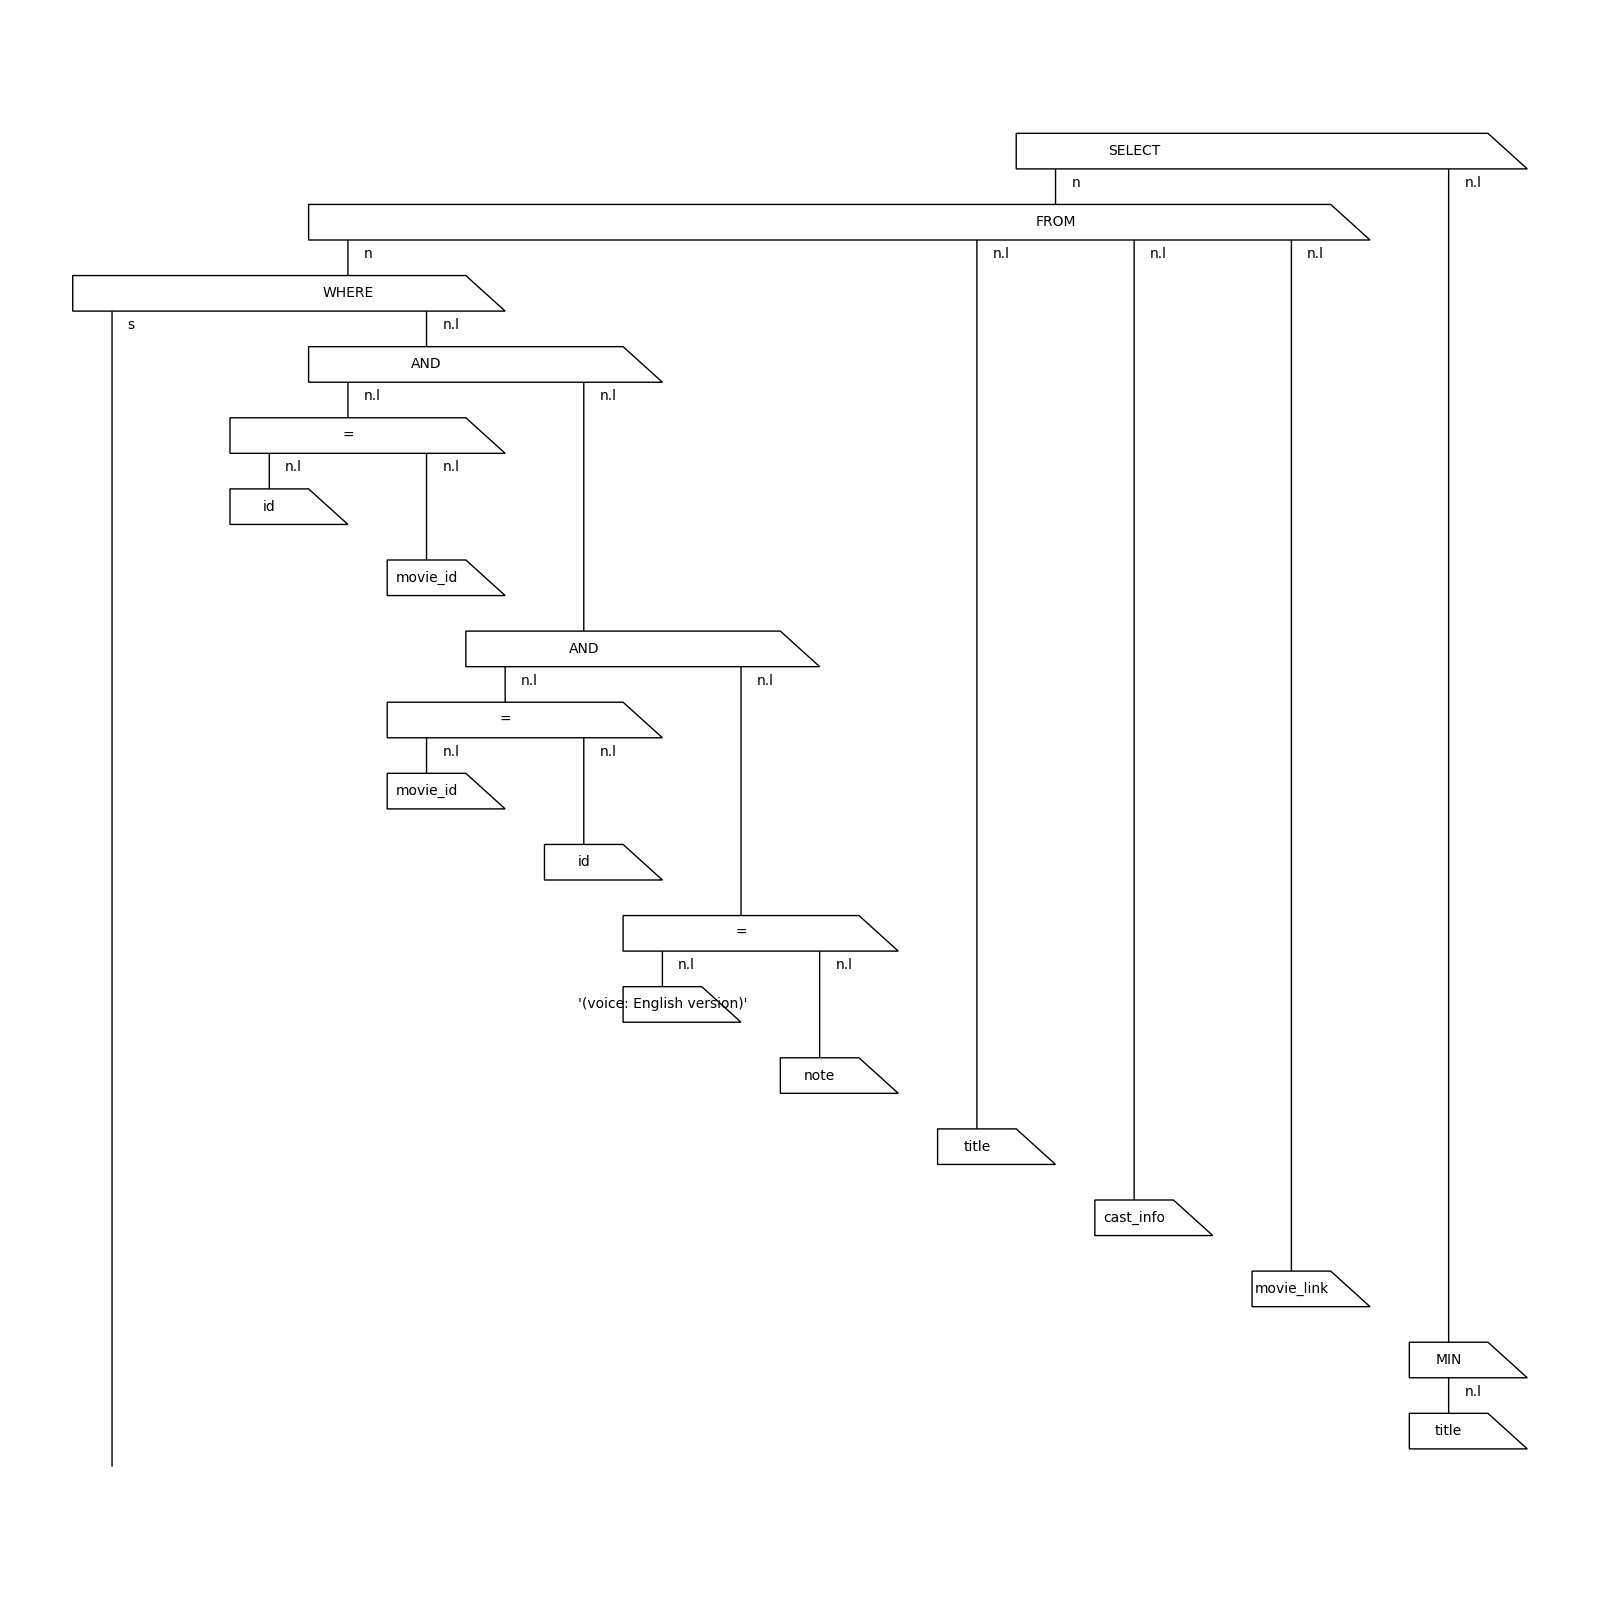 SELECT
n n.l
FROM
n n.l n.l n.l
WHERE
s n.l
AND
n.l n.l
=
n.l n.l
id
movie_id
AND
n.l n.l
=
n.l n.l
movie_id
id
=
n.l n.l
'(voice: English version)'
note
title
cast_info
movie_link
MIN
n.l
title